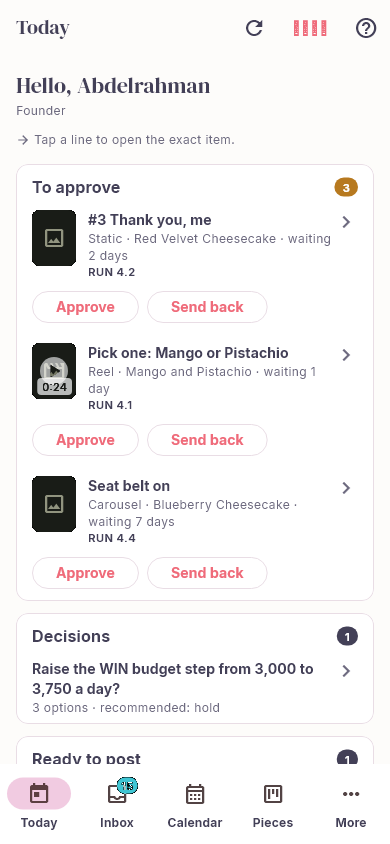 Today
Hello, Abdelrahman
Founder
→ Tap a line to open the exact item.
To approve
3
#3 Thank you, me
Static · Red Velvet Cheesecake · waiting
2 days
RUN 4.2
Approve
Send back
Pick one: Mango or Pistachio
Reel · Mango and Pistachio · waiting 1
day
0:24
RUN 4.1
Approve
Send back
Seat belt on
Carousel · Blueberry Cheesecake ·
waiting 7 days
RUN 4.4
Approve
Send back
Decisions
1
Raise the WIN budget step from 3,000 to
3,750 a day?
3 options · recommended: hold
Ready to post
1
Today
Inbox
Calendar
Pieces
More